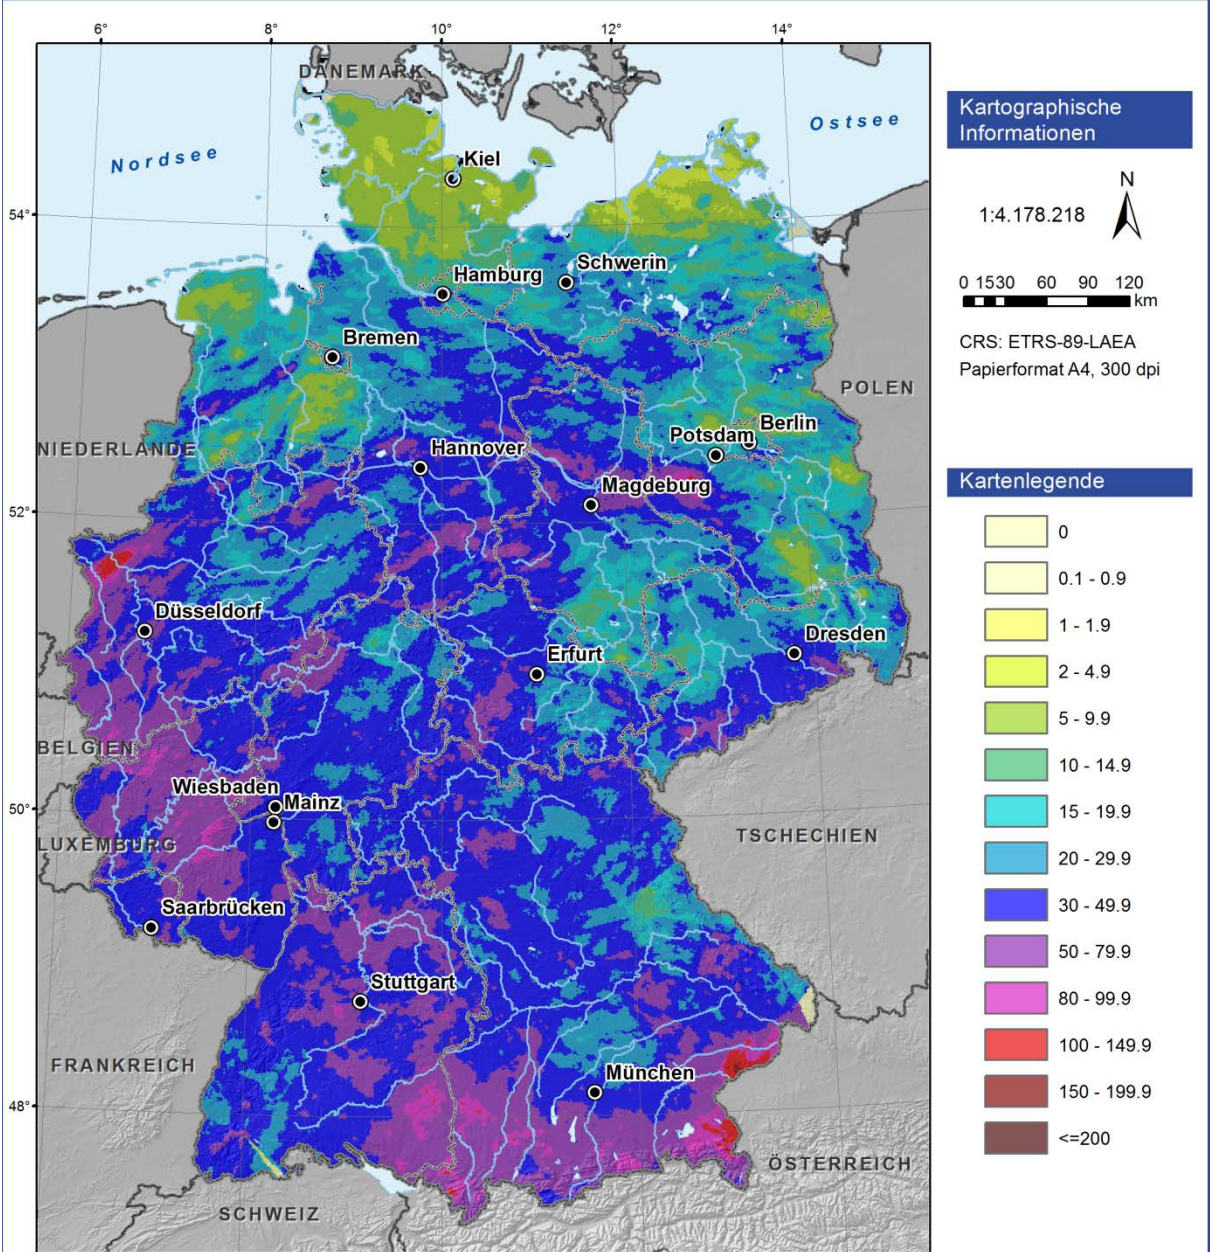 6°
8°
10°
12°
14°
DÄNEMARK
Nordsee
Ostsee
Kiel
54°
Hamburg
Schwerin
Bremen
POLEN
Berlin
Potsdam
NIEDERLANDE
Hannover
Magdeburg
52°
Düsseldorf
Dresden
Erfurt
BELGIEN
Wiesbaden
50°
Mainz
TSCHECHIEN
LUXEMBURG
Saarbrücken
Stuttgart
FRANKREICH
München
48°
ÖSTERREICH
SCHWEIZ
Kartographische
Informationen
N
1:4.178.218
0 15 30 60 90 120
km
CRS: ETRS-89-LAEA
Papierformat A4, 300 dpi
Kartenlegende
0
0.1 - 0.9
1 - 1.9
2 - 4.9
5 - 9.9
10 - 14.9
15 - 19.9
20 - 29.9
30 - 49.9
50 - 79.9
80 - 99.9
100 - 149.9
150 - 199.9
<=200